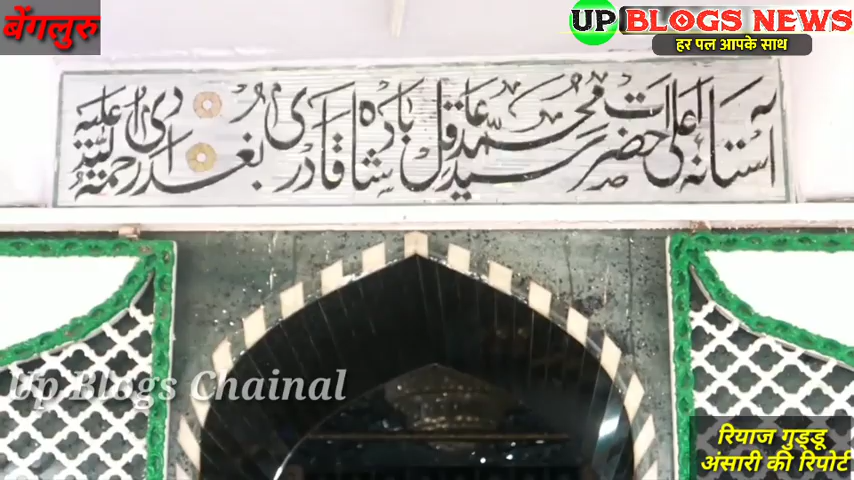 बेंगलुरु
UP BLOGS NEWS
हर पल आपके साथ
آستانہ اعلیٰ حضرت سید محمد عاقل بادشاہ قادری بغدادی رحمۃ اللہ علیہ
Up Blogs Chainal
रियाज गुड्डू
अंसारी की रिपोर्ट